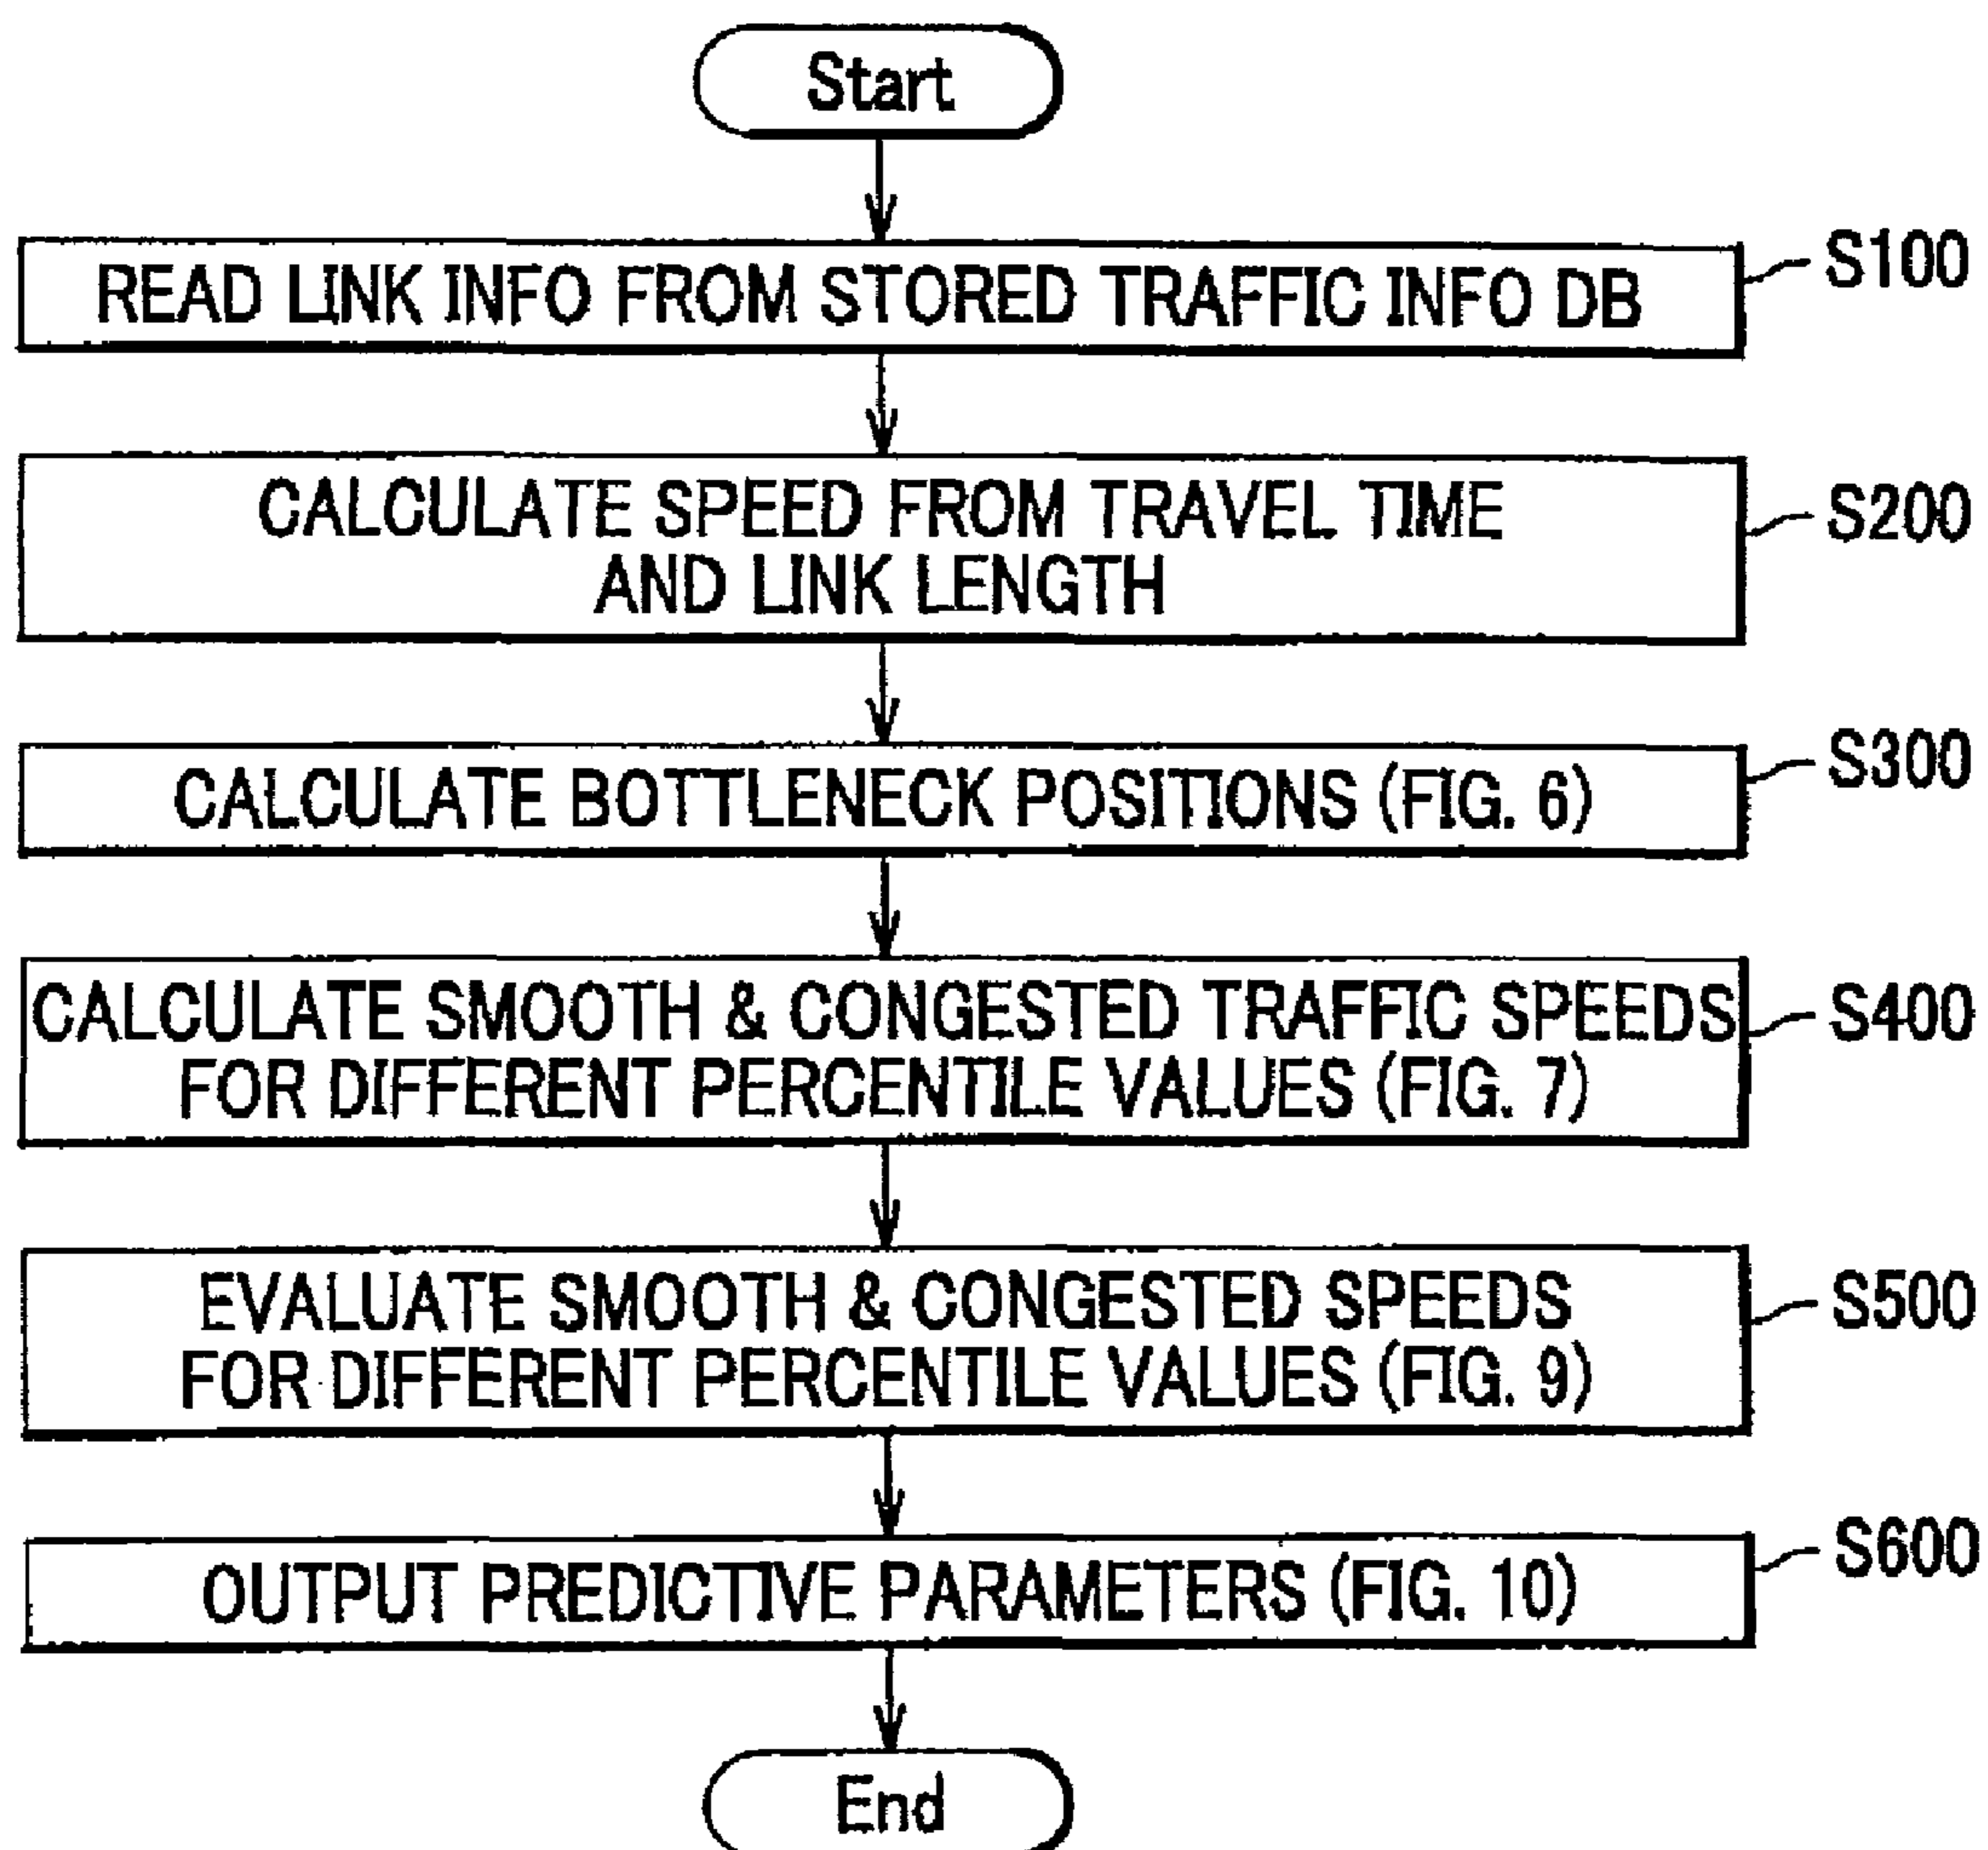 Start
READ LINK INFO FROM STORED TRAFFIC INFO DB
S100
CALCULATE SPEED FROM TRAVEL TIME
AND LINK LENGTH
S200
CALCULATE BOTTLENECK POSITIONS (FIG. 6)
S300
CALCULATE SMOOTH & CONGESTED TRAFFIC SPEEDS
FOR DIFFERENT PERCENTILE VALUES (FIG. 7)
S400
EVALUATE SMOOTH & CONGESTED SPEEDS
FOR DIFFERENT PERCENTILE VALUES (FIG. 9)
S500
OUTPUT PREDICTIVE PARAMETERS (FIG. 10)
S600
End